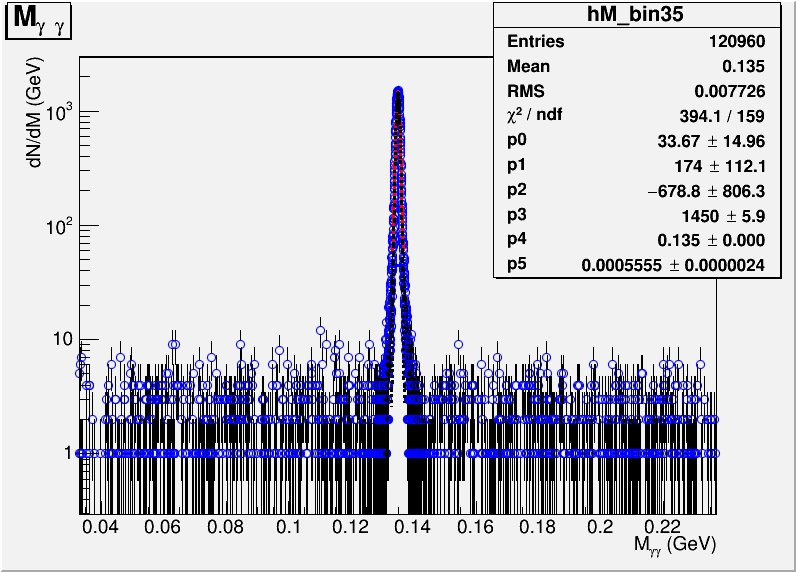 M_γ γ
hM_bin35
Entries 120960
Mean 0.135
RMS 0.007726
χ² / ndf 394.1 / 159
p0 33.67 ± 14.96
p1 174 ± 112.1
p2 −678.8 ± 806.3
p3 1450 ± 5.9
p4 0.135 ± 0.000
p5 0.0005555 ± 0.0000024
dN/dM (GeV)
10³
10²
10
1
0.04 0.06 0.08 0.1 0.12 0.14 0.16 0.18 0.2 0.22
M_γγ (GeV)